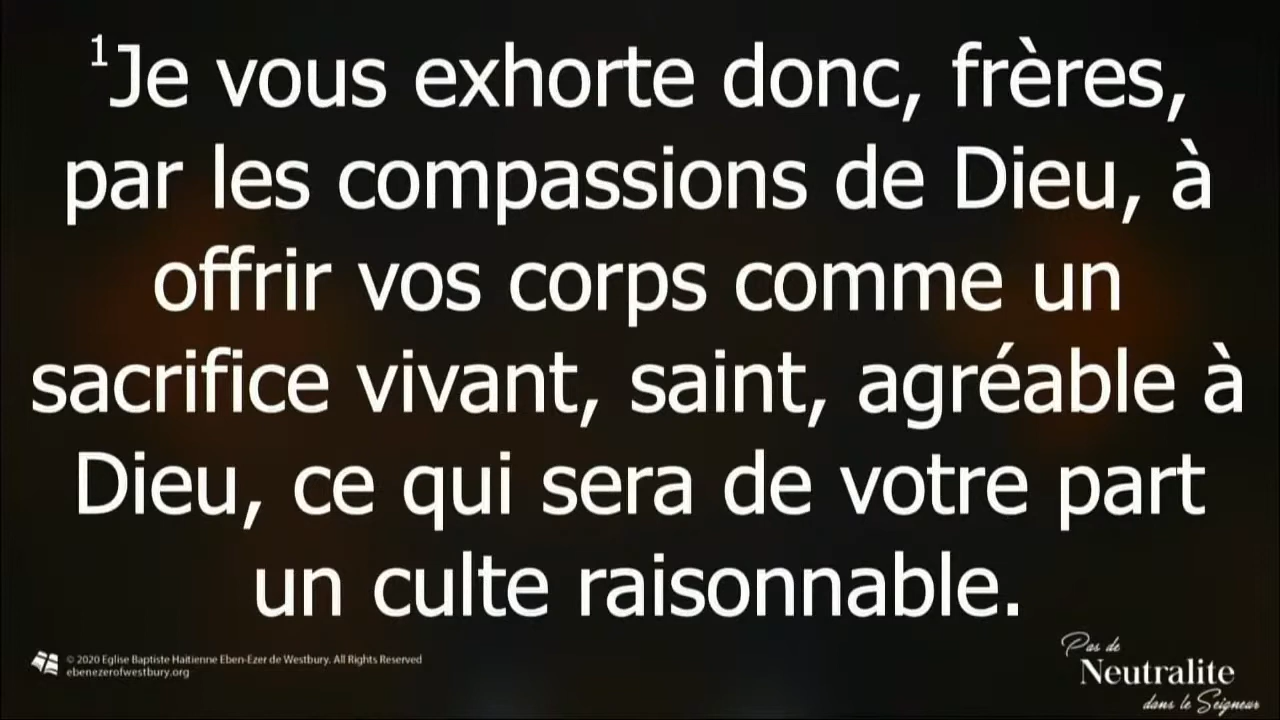 1Je vous exhorte donc, frères,
par les compassions de Dieu, à
offrir vos corps comme un
sacrifice vivant, saint, agréable à
Dieu, ce qui sera de votre part
un culte raisonnable.
© 2020 Eglise Baptiste Haitienne Eben-Ezer de Westbury. All Rights Reserved
ebenezerofwestbury.org
Pas de
Neutralite
dans le Seigneur